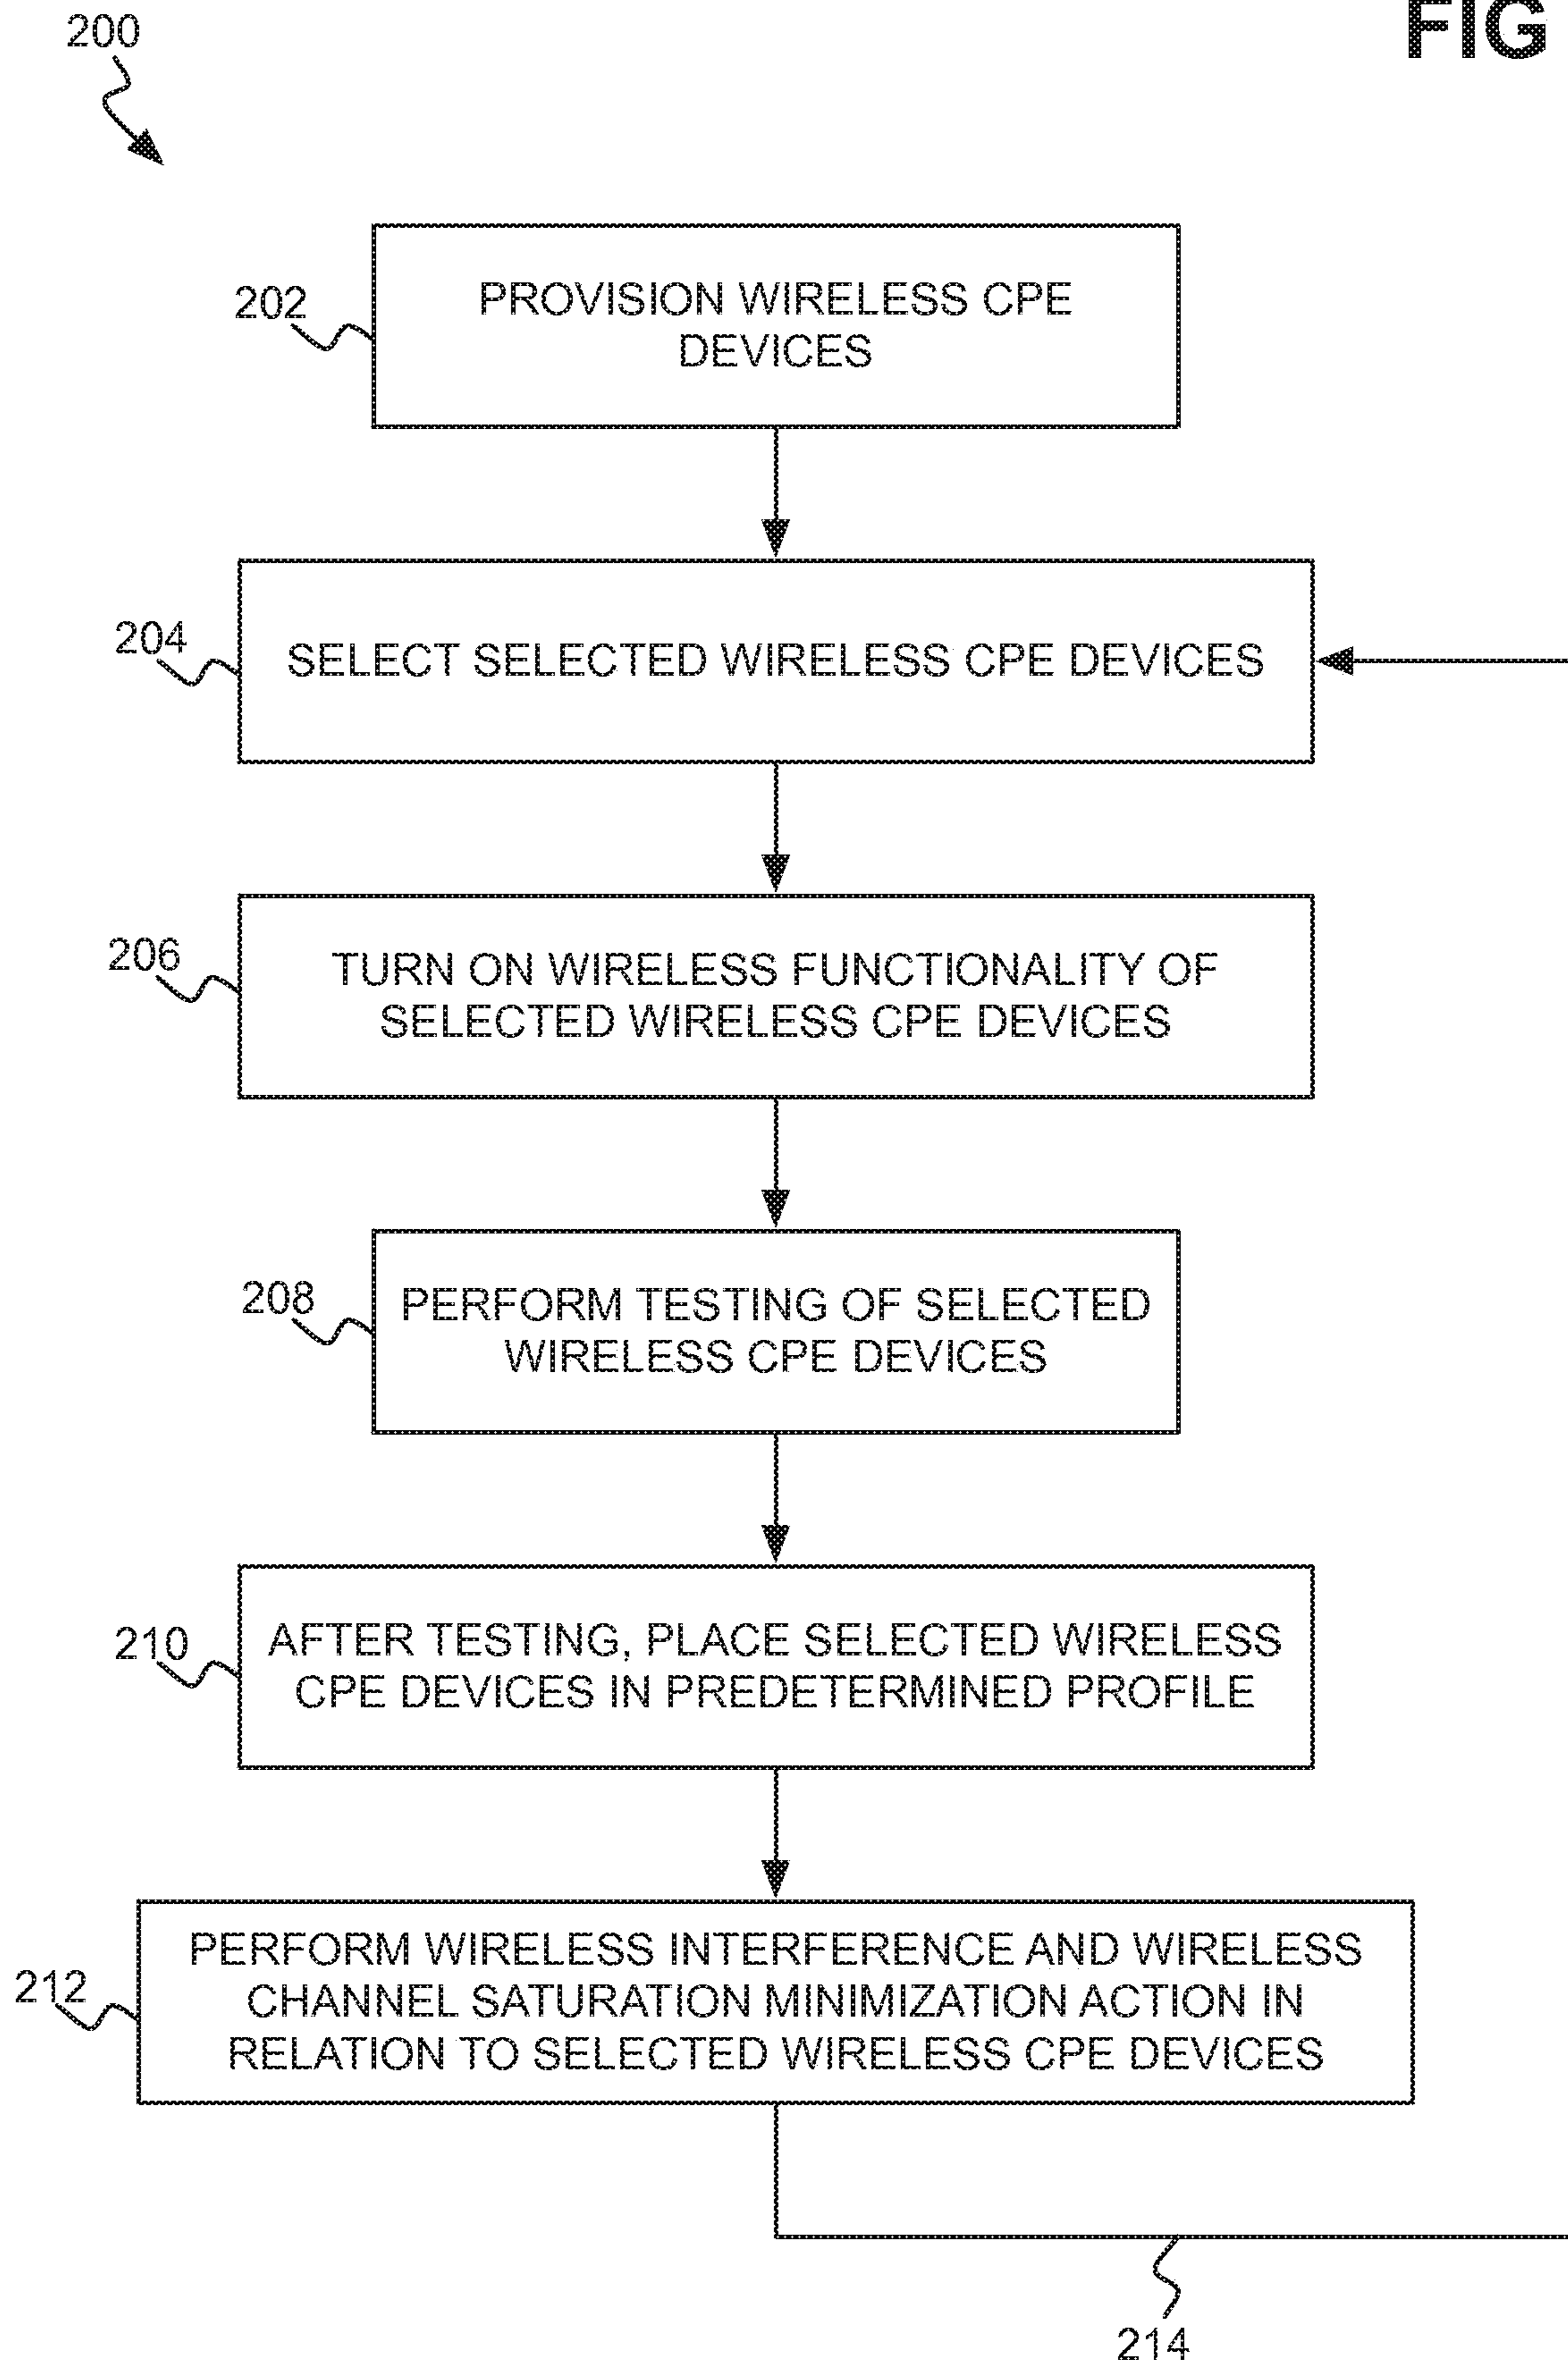 FIG
200
202
PROVISION WIRELESS CPE
DEVICES
204
SELECT SELECTED WIRELESS CPE DEVICES
206
TURN ON WIRELESS FUNCTIONALITY OF
SELECTED WIRELESS CPE DEVICES
208
PERFORM TESTING OF SELECTED
WIRELESS CPE DEVICES
210
AFTER TESTING, PLACE SELECTED WIRELESS
CPE DEVICES IN PREDETERMINED PROFILE
212
PERFORM WIRELESS INTERFERENCE AND WIRELESS
CHANNEL SATURATION MINIMIZATION ACTION IN
RELATION TO SELECTED WIRELESS CPE DEVICES
214